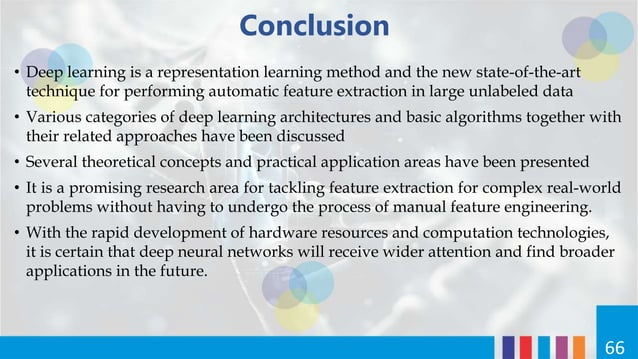 Conclusion
• Deep learning is a representation learning method and the new state-of-the-art
technique for performing automatic feature extraction in large unlabeled data
• Various categories of deep learning architectures and basic algorithms together with
their related approaches have been discussed
• Several theoretical concepts and practical application areas have been presented
• It is a promising research area for tackling feature extraction for complex real-world
problems without having to undergo the process of manual feature engineering.
• With the rapid development of hardware resources and computation technologies,
it is certain that deep neural networks will receive wider attention and find broader
applications in the future.
66